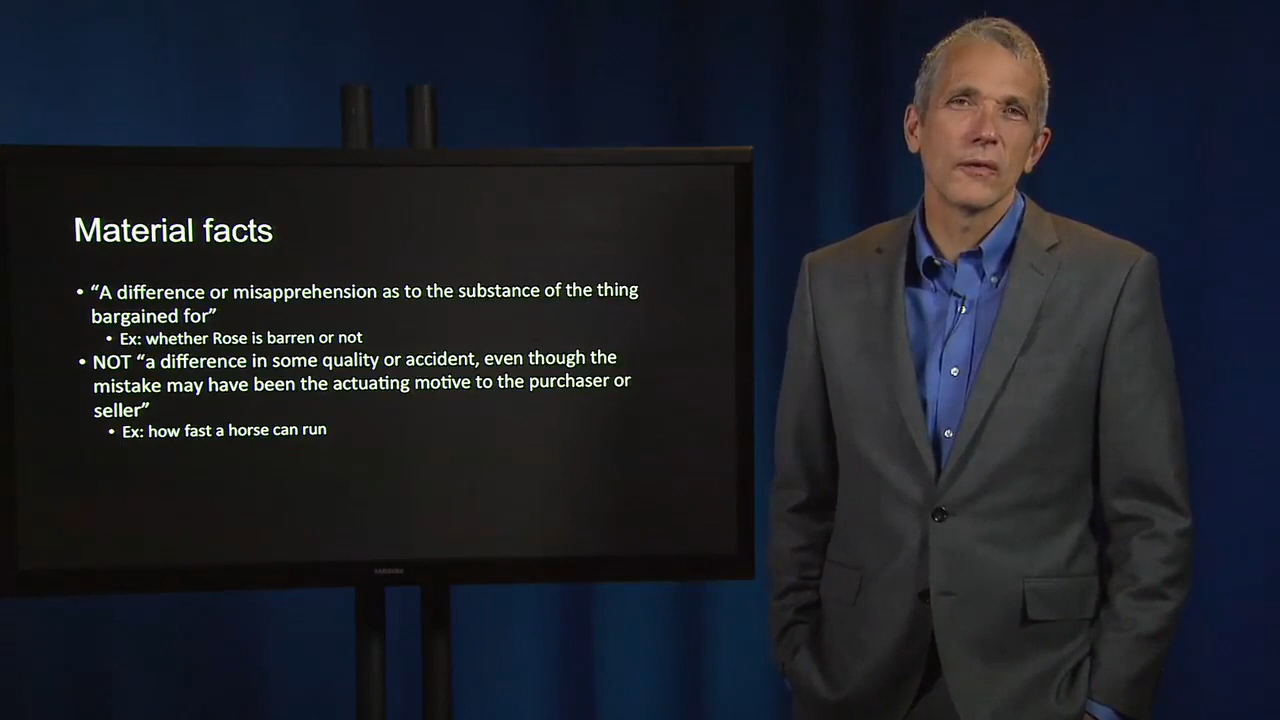 Material facts
• “A difference or misapprehension as to the substance of the thing
bargained for”
• Ex: whether Rose is barren or not
• NOT “a difference in some quality or accident, even though the
mistake may have been the actuating motive to the purchaser or
seller”
• Ex: how fast a horse can run
SAMSUNG